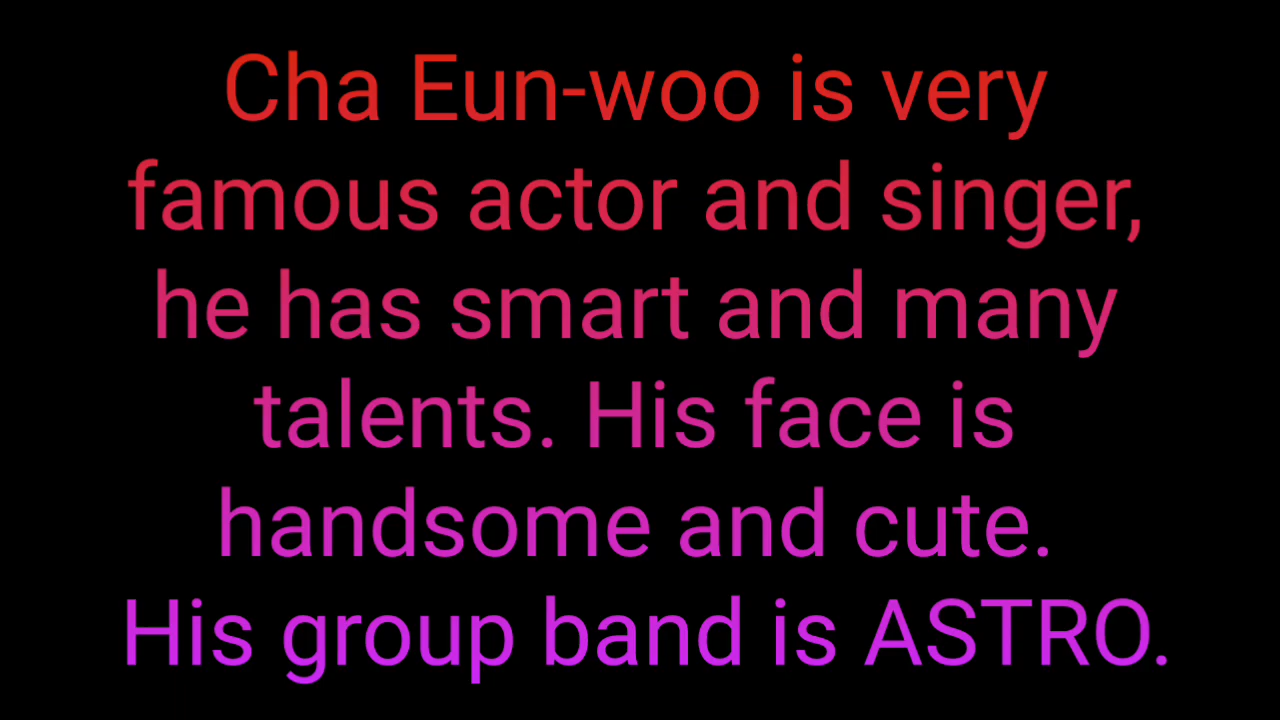 Cha Eun-woo is very
famous actor and singer,
he has smart and many
talents. His face is
handsome and cute.
His group band is ASTRO.